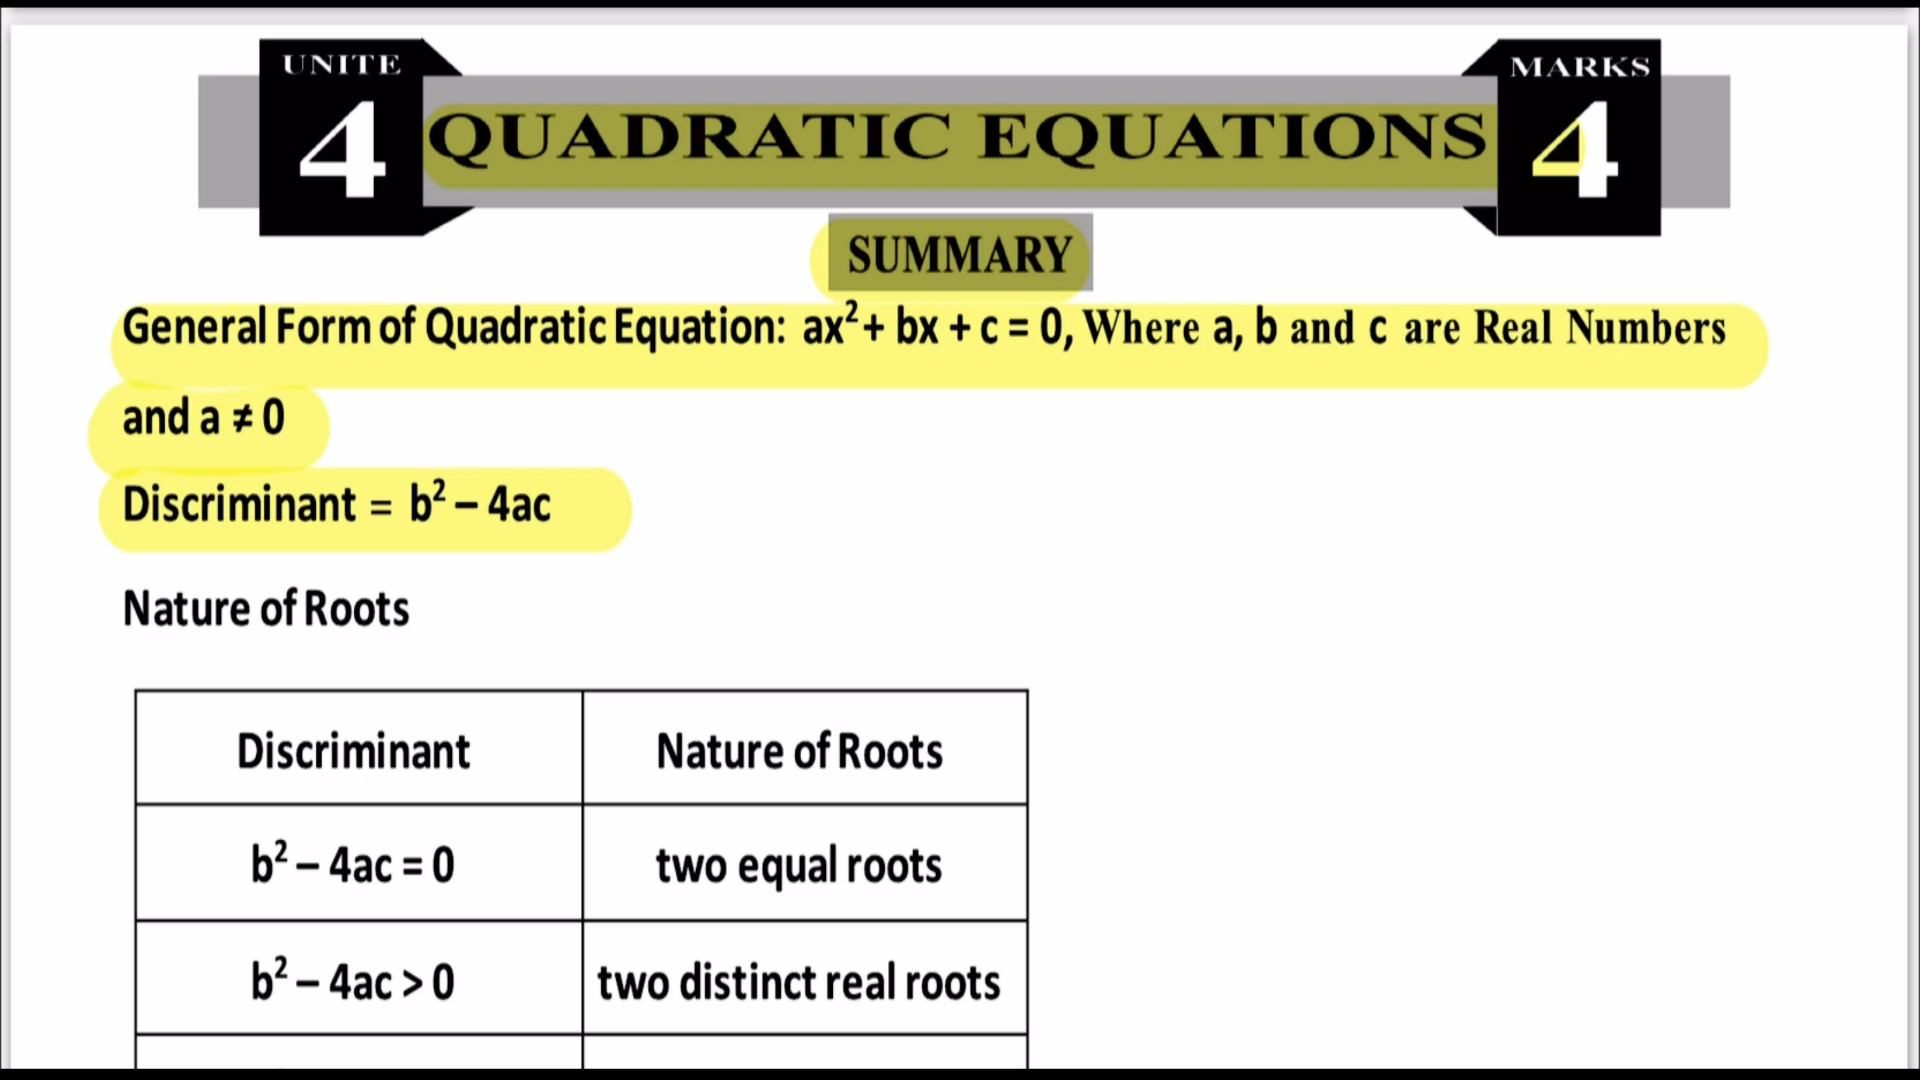 UNITE
4
QUADRATIC EQUATIONS
MARKS
4
SUMMARY
General Form of Quadratic Equation: ax² + bx + c = 0, Where a, b and c are Real Numbers
and a ≠ 0
Discriminant = b² – 4ac
Nature of Roots
Discriminant Nature of Roots
b² – 4ac = 0 two equal roots
b² – 4ac > 0 two distinct real roots